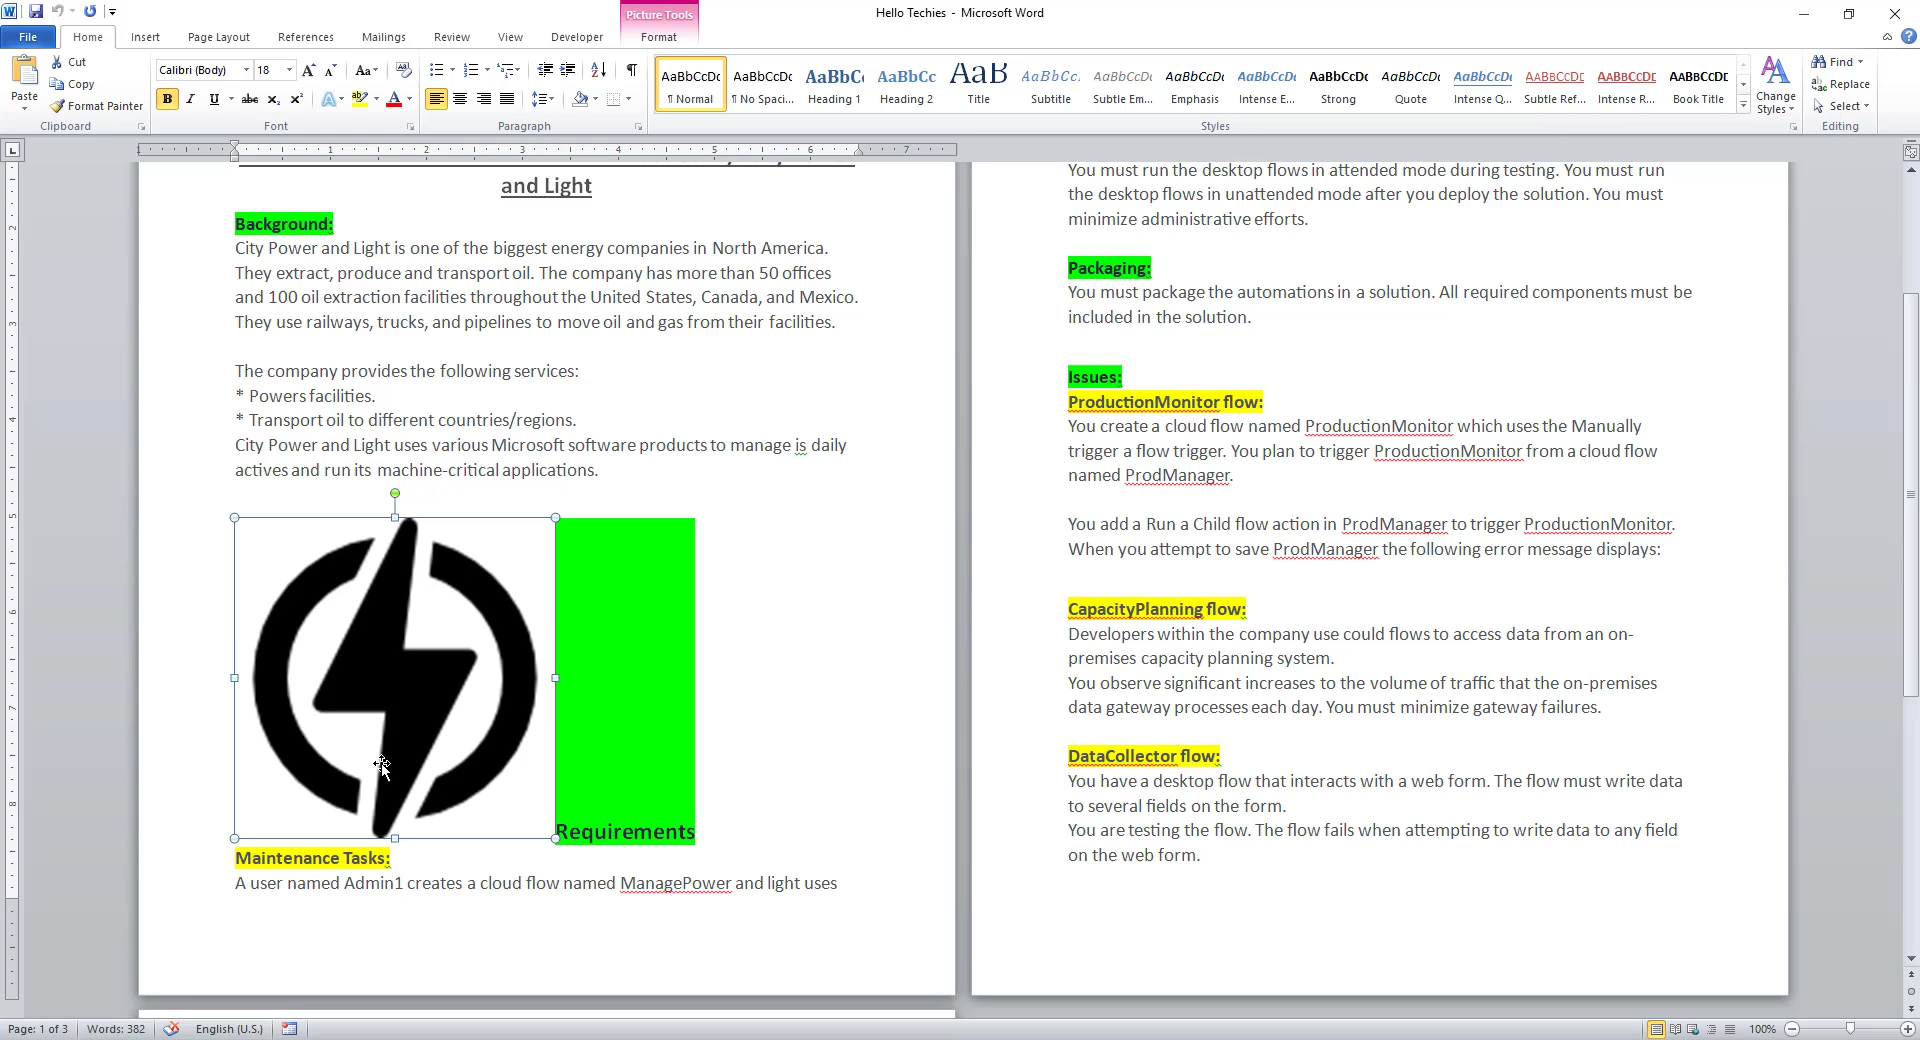 Picture Tools
Hello Techies - Microsoft Word
File
Home
Insert
Page Layout
References
Mailings
Review
View
Developer
Format
Paste
Cut
Copy
Format Painter
Clipboard
Calibri (Body)
18
Font
Paragraph
AaBbCcDc
¶ Normal
AaBbCcDc
¶ No Spaci...
AaBbC
Heading 1
AaBbCc
Heading 2
AaB
Title
AaBbCc.
Subtitle
AaBbCcDc
Subtle Em...
AaBbCcDc
Emphasis
AaBbCcDc
Intense E...
AaBbCcDc
Strong
AaBbCcDc
Quote
AaBbCcDc
Intense Q...
AABBCCDE
Subtle Ref...
AABBCCDE
Intense R...
AABBCCDE
Book Title
Change
Styles
Styles
Find
Replace
Select
Editing
and Light
Background:
City Power and Light is one of the biggest energy companies in North America.
They extract, produce and transport oil. The company has more than 50 offices
and 100 oil extraction facilities throughout the United States, Canada, and Mexico.
They use railways, trucks, and pipelines to move oil and gas from their facilities.
The company provides the following services:
* Powers facilities.
* Transport oil to different countries/regions.
City Power and Light uses various Microsoft software products to manage is daily
actives and run its machine-critical applications.
Requirements
Maintenance Tasks:
A user named Admin1 creates a cloud flow named ManagePower and light uses
You must run the desktop flows in attended mode during testing. You must run
the desktop flows in unattended mode after you deploy the solution. You must
minimize administrative efforts.
Packaging:
You must package the automations in a solution. All required components must be
included in the solution.
Issues:
ProductionMonitor flow:
You create a cloud flow named ProductionMonitor which uses the Manually
trigger a flow trigger. You plan to trigger ProductionMonitor from a cloud flow
named ProdManager.
You add a Run a Child flow action in ProdManager to trigger ProductionMonitor.
When you attempt to save ProdManager the following error message displays:
CapacityPlanning flow:
Developers within the company use could flows to access data from an on-
premises capacity planning system.
You observe significant increases to the volume of traffic that the on-premises
data gateway processes each day. You must minimize gateway failures.
DataCollector flow:
You have a desktop flow that interacts with a web form. The flow must write data
to several fields on the form.
You are testing the flow. The flow fails when attempting to write data to any field
on the web form.
Page: 1 of 3
Words: 382
English (U.S.)
100%